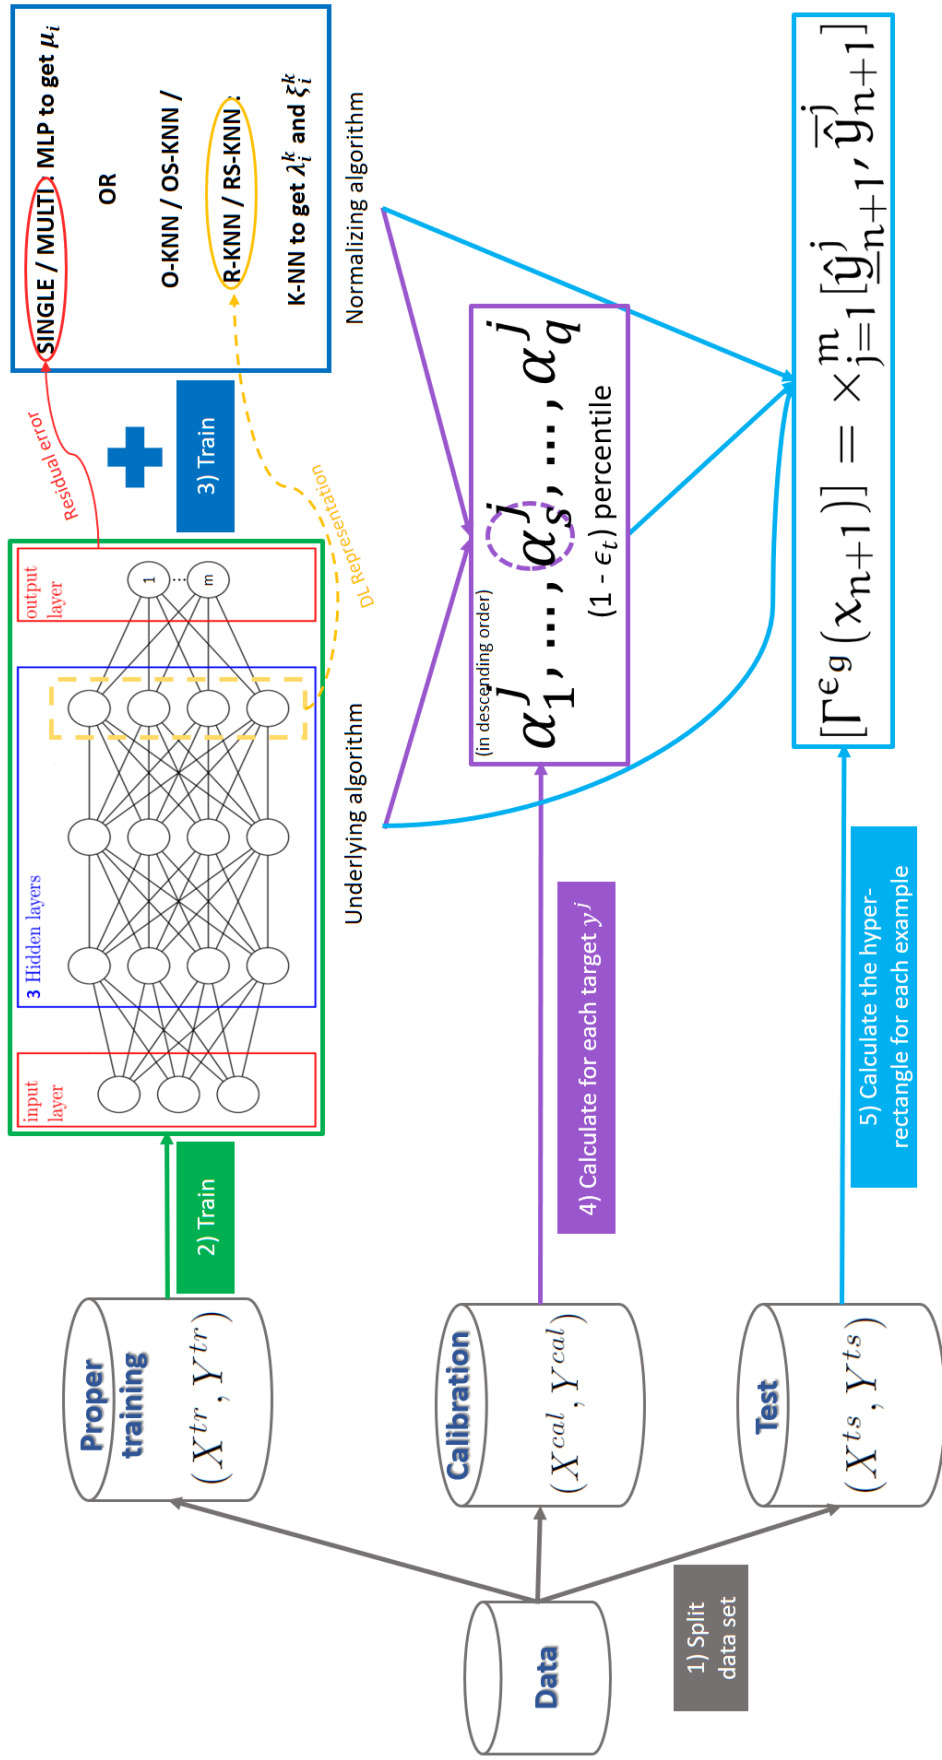 Data
1) Split
data set
Proper
training
(X^{tr}, Y^{tr})
Calibration
(X^{cal}, Y^{cal})
Test
(X^{ts}, Y^{ts})
2) Train
input
layer
3 Hidden layers
output
layer
1
...
m
Underlying algorithm
Residual error
DL Representation
3) Train
SINGLE / MULTI : MLP to get μ_i
OR
O-KNN / OS-KNN /
R-KNN / RS-KNN :
K-NN to get λ_i^k and ξ_i^k
Normalizing algorithm
4) Calculate for each target y^j
(in descending order)
α_1^j, ..., α_s^j, ..., α_q^j
(1 - ϵ_t) percentile
5) Calculate the hyper-
rectangle for each example
[Γ^{ϵ_g}(x_{n+1})] = ×_{j=1}^m [\underline{ŷ}_{n+1}^j, \overline{ŷ}_{n+1}^j]